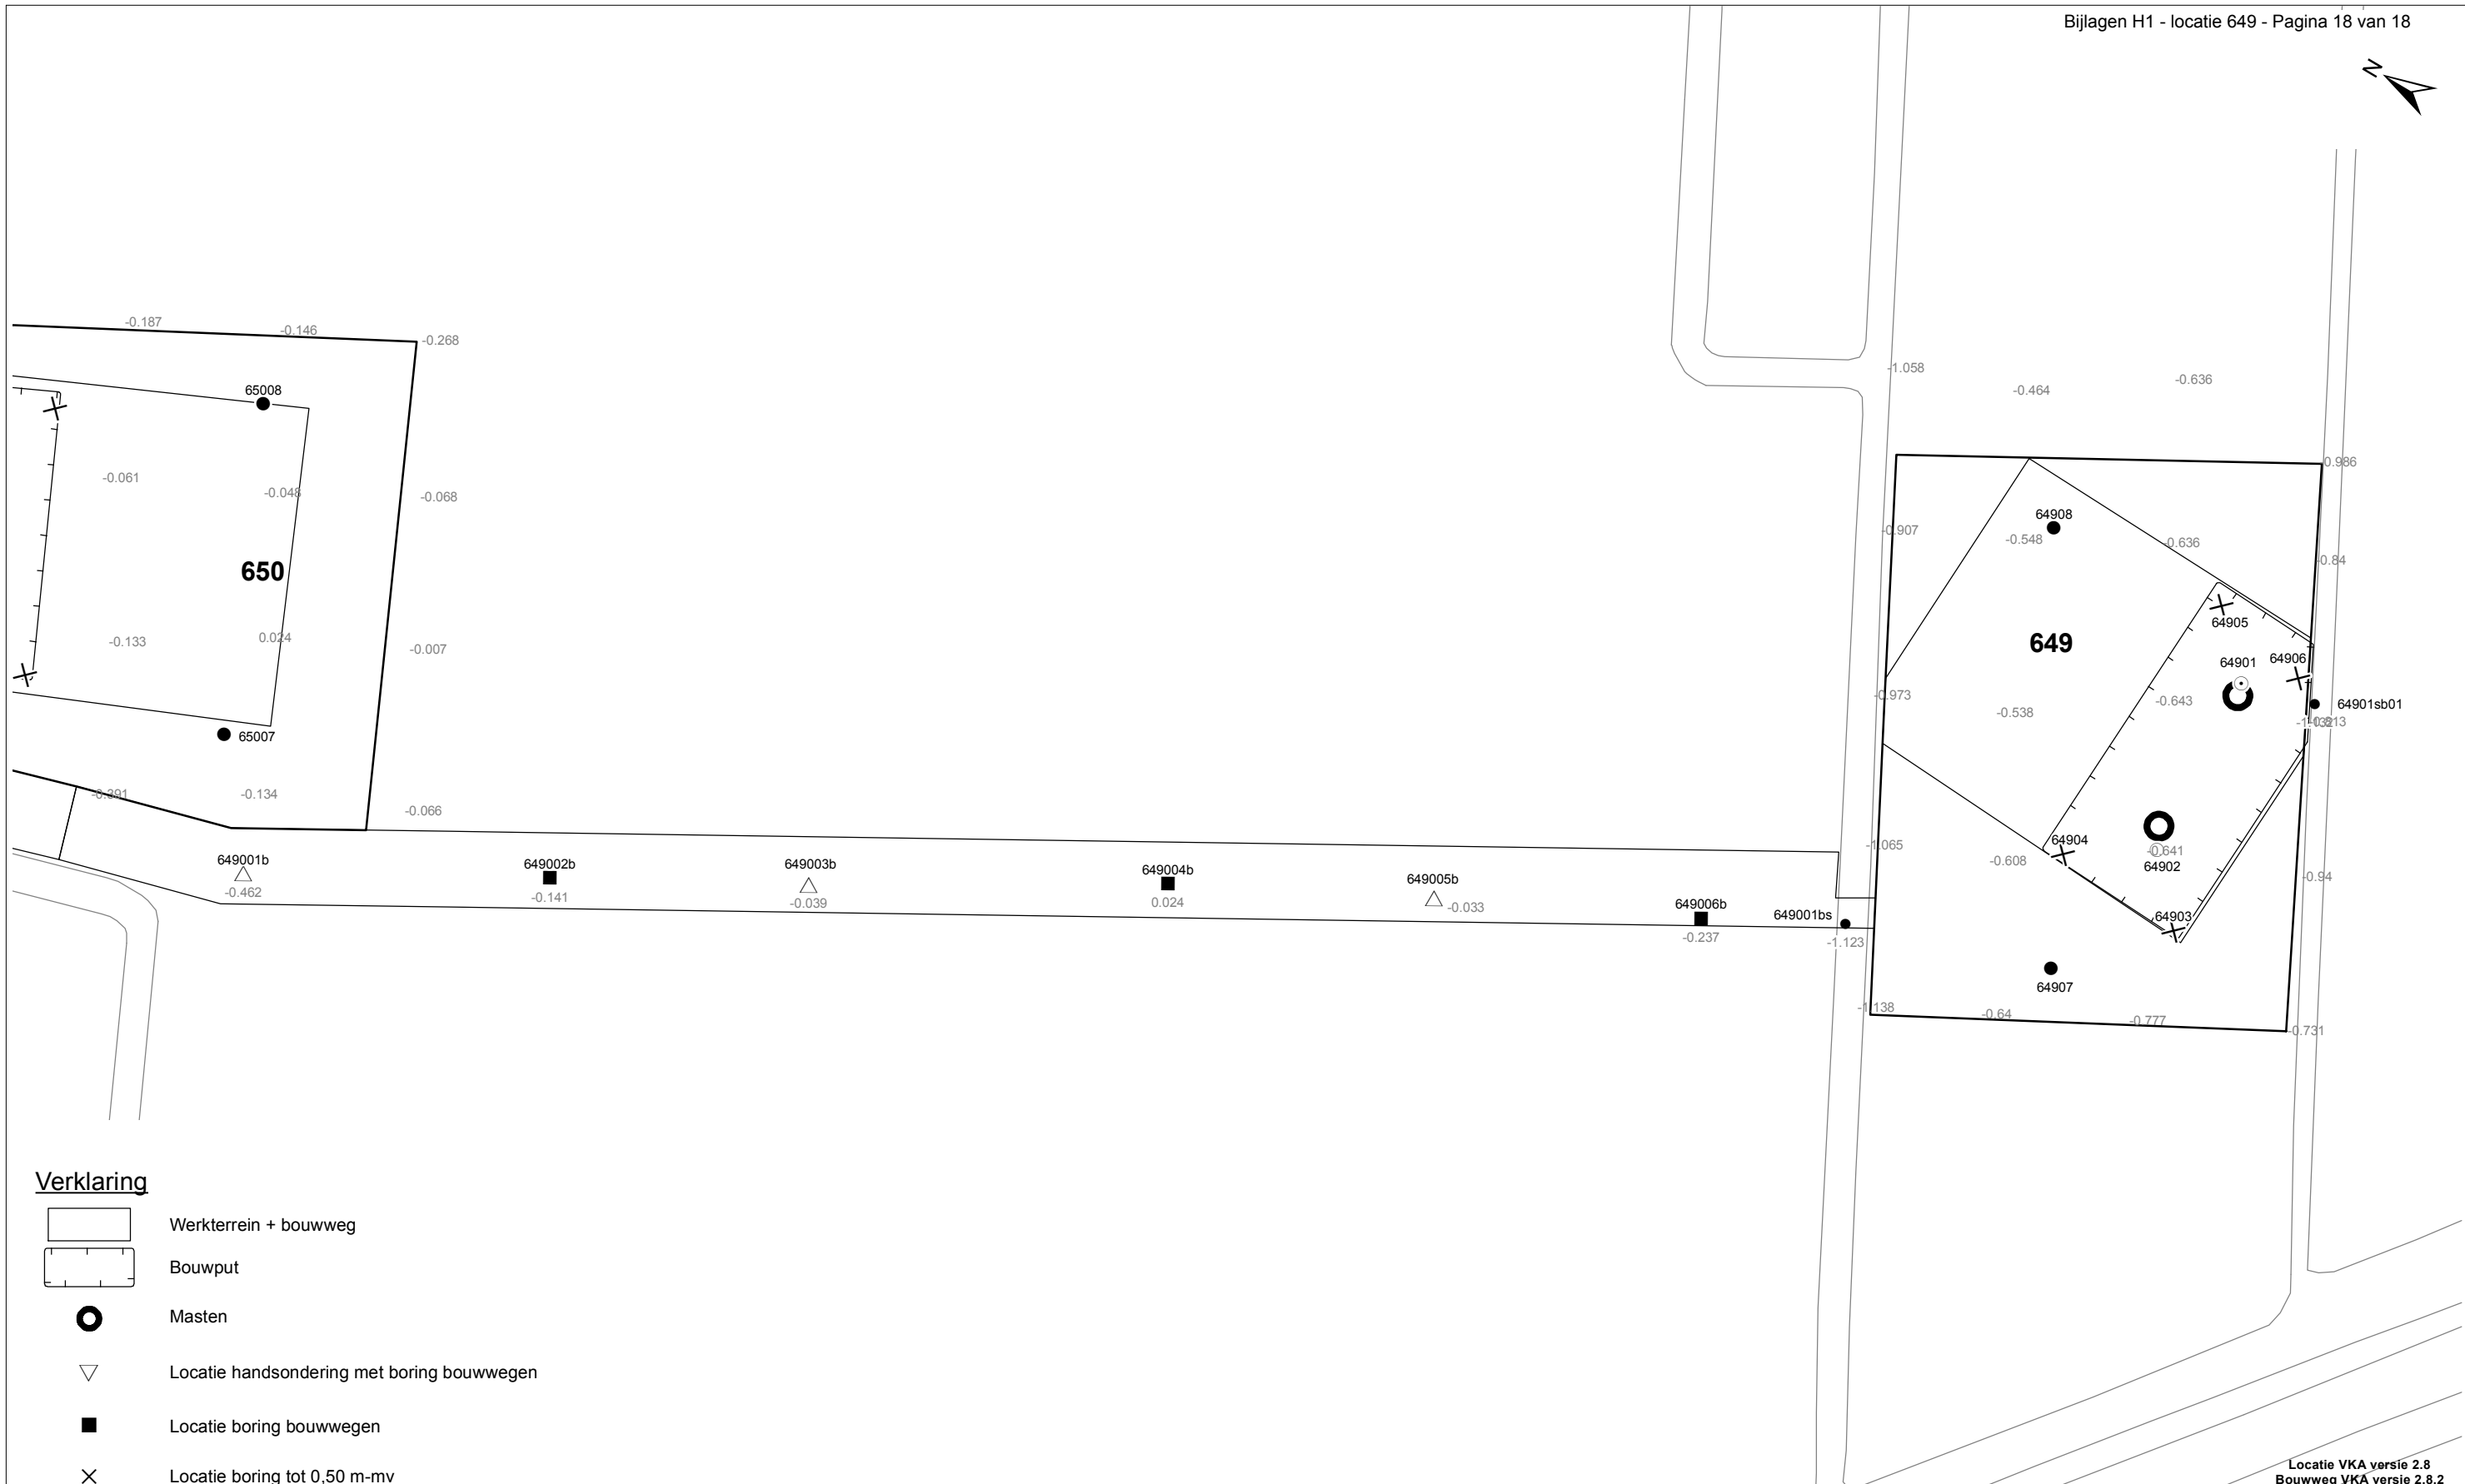 Bijlagen H1 - locatie 649 - Pagina 18 van 18
N
-0.187
-0.146
-0.268
-1.058
-0.464
-0.636
65008
-0.986
-0.061
-0.048
-0.068
64908
-0.907
-0.548
-0.636
-0.84
650
64905
-0.133
0.024
-0.007
649
64901
64906
-0.973
-0.643
64901sb01
-0.538
65007
-0.391
-0.134
-0.066
64904
-1.065
-0.641
-0.608
64902
649001b
649002b
649003b
649004b
649005b
-0.94
-0.462
-0.141
-0.039
0.024
-0.033
649006b
649001bs
64903
-0.237
-1.123
64907
-1.138
-0.64
-0.777
-0.731
Verklaring
Werkterrein + bouwweg
Bouwput
Masten
Locatie handsondering met boring bouwwegen
Locatie boring bouwwegen
Locatie boring tot 0,50 m-mv
Locatie VKA versie 2.8
Bouwweg VKA versie 2.8.2